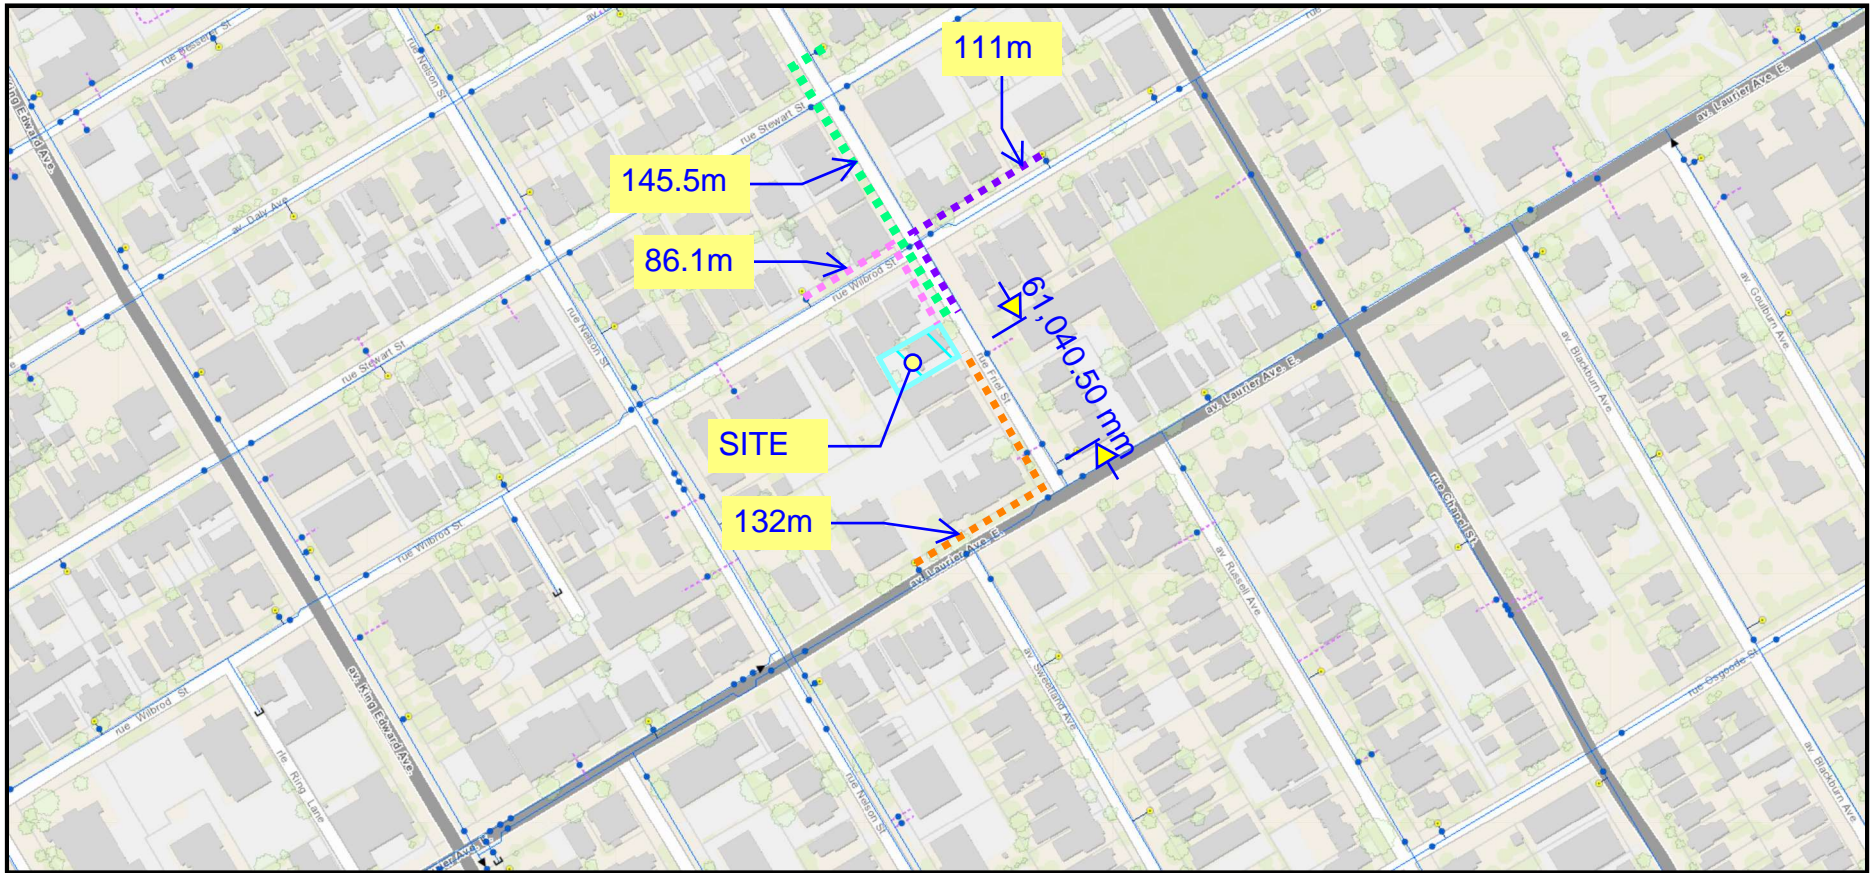 rue Besserer St
rue Nelson St
111m
av. Laurier Ave. E.
rue Stewart St
145.5m
King Edward Ave.
av. Daly Ave
86.1m
rue Wilbrod St
61,040.50 mm
av Goulburn Ave
rue Nelson St
rue Stewart St
rue Friel St
av. Laurier Ave. E.
av Blackburn Ave
SITE
132m
rue Chapel St.
rue Wilbrod St
av. Laurier Ave. E.
av Russell Ave
rue Osgoode St
av Sweetland Ave
av. King Edward Ave.
rue Wilbrod St
rle Ring Lane
rue Nelson St
av Blackburn Ave